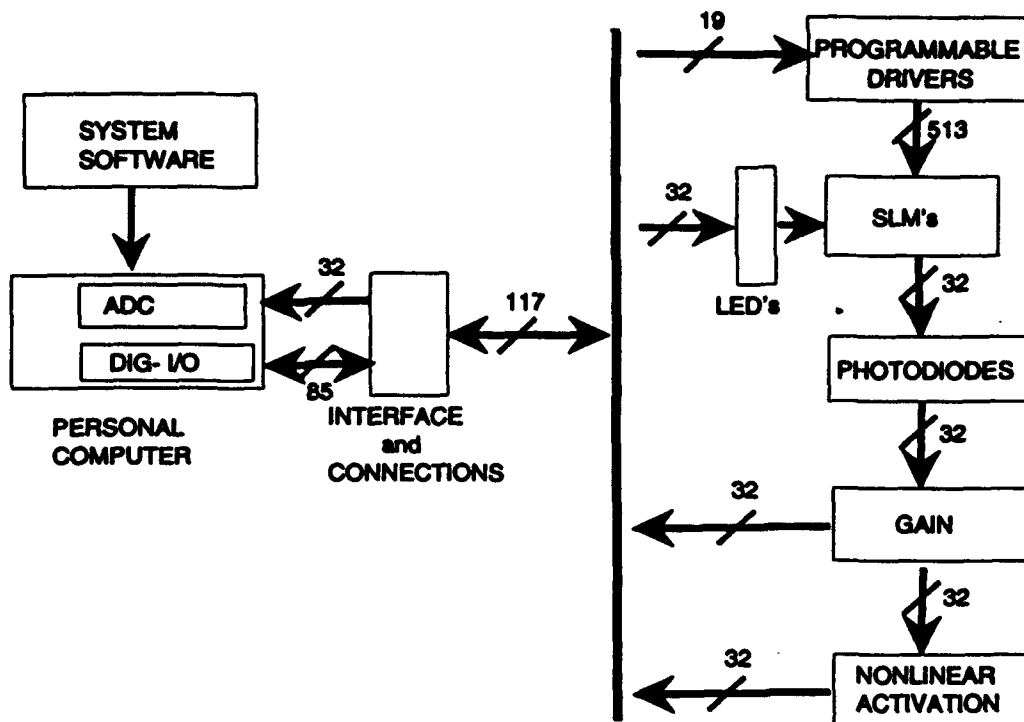 SYSTEM
SOFTWARE
32
ADC
DIG- I/O
85
PERSONAL
COMPUTER
INTERFACE
and
CONNECTIONS
117
19
PROGRAMMABLE
DRIVERS
513
32
LED's
SLM's
32
PHOTODIODES
32
32
GAIN
32
32
NONLINEAR
ACTIVATION